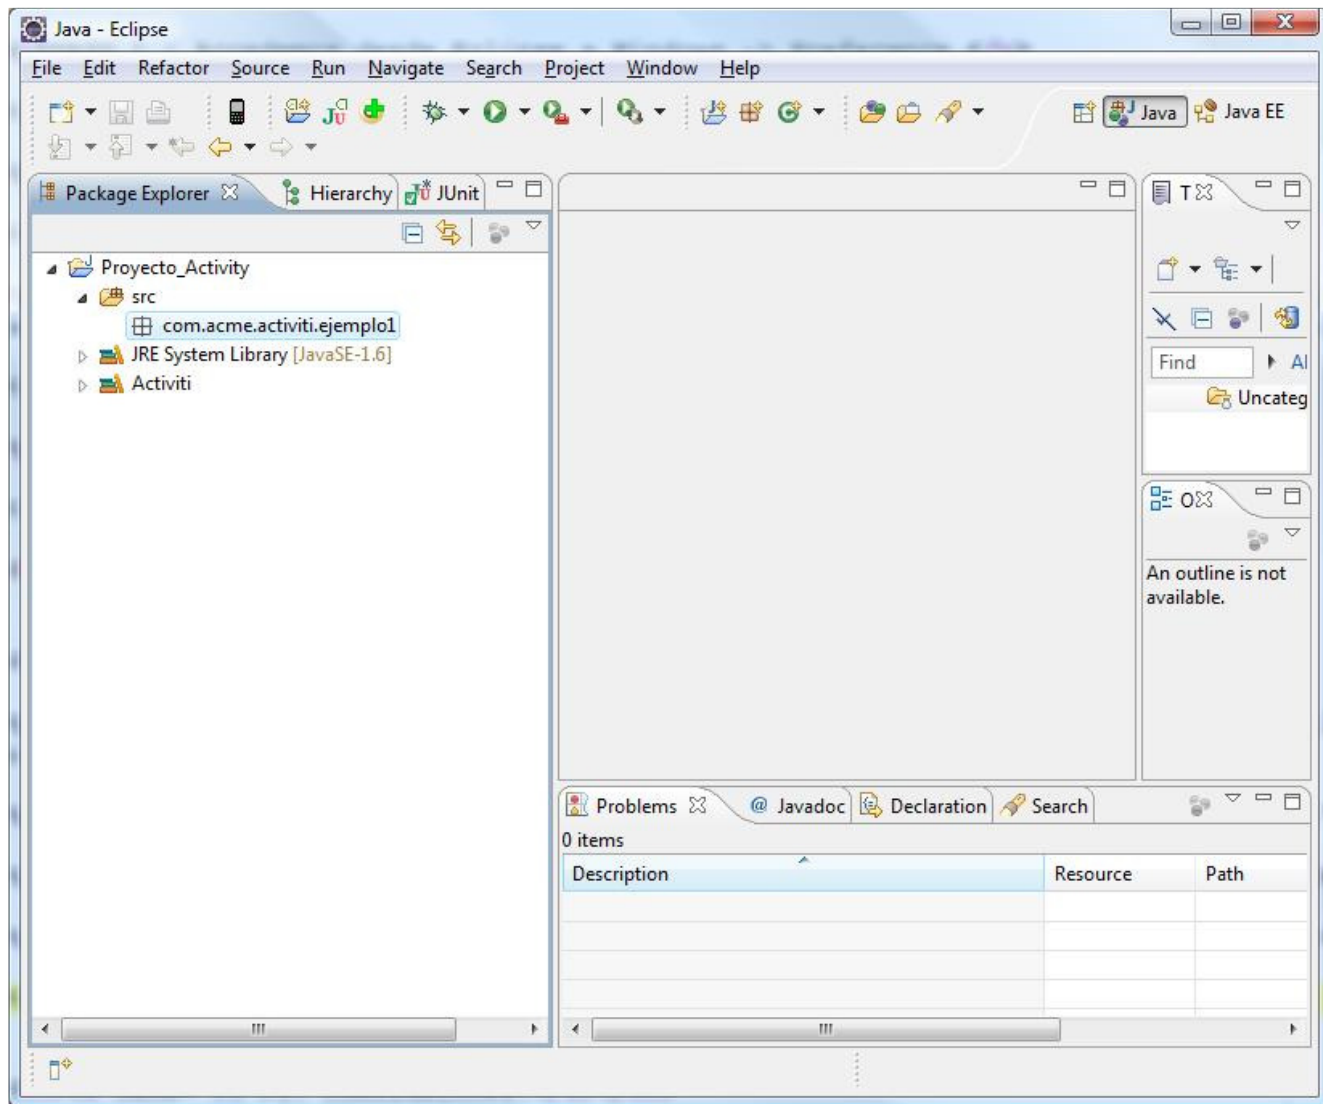 Java - Eclipse
File Edit Refactor Source Run Navigate Search Project Window Help
Java Java EE
Package Explorer Hierarchy JUnit
T
Proyecto_Activity
src
com.acme.activiti.ejemplo1
JRE System Library [JavaSE-1.6]
Activiti
Find Al
Uncateg
O
An outline is not
available.
Problems @ Javadoc Declaration Search
0 items
Description Resource Path